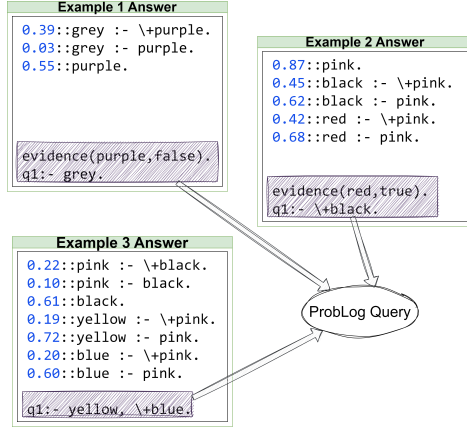 Example 1 Answer
0.39::grey :- \+purple.
0.03::grey :- purple.
0.55::purple.
evidence(purple,false).
q1:- grey.
Example 2 Answer
0.87::pink.
0.45::black :- \+pink.
0.62::black :- pink.
0.42::red :- \+pink.
0.68::red :- pink.
evidence(red,true).
q1:- \+black.
Example 3 Answer
0.22::pink :- \+black.
0.10::pink :- black.
0.61::black.
0.19::yellow :- \+pink.
0.72::yellow :- pink.
0.20::blue :- \+pink.
0.60::blue :- pink.
q1:- yellow, \+blue.
ProbLog Query